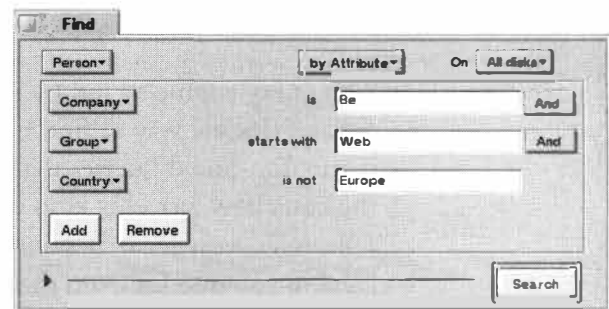 Find
Person by Attribute On All disks
Company is Be And
Group starts with Web And
Country is not Europe
Add Remove
Search